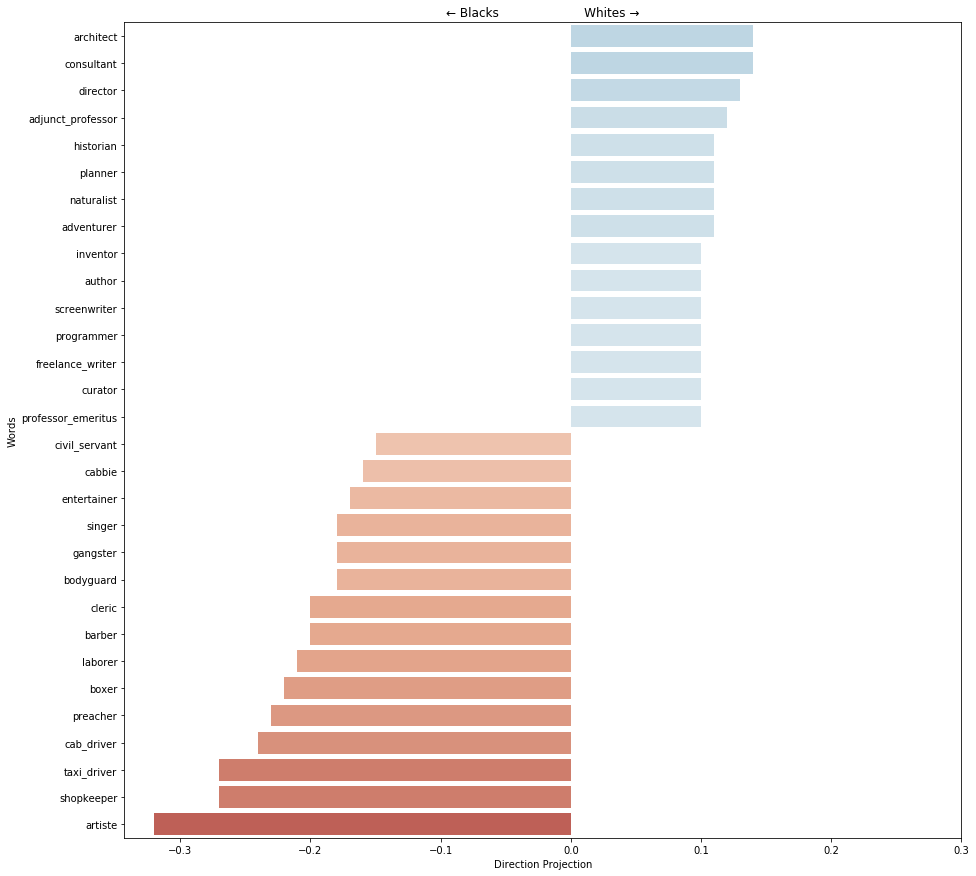 ← Blacks Whites →
architect
consultant
director
adjunct_professor
historian
planner
naturalist
adventurer
inventor
author
screenwriter
programmer
freelance_writer
curator
professor_emeritus
civil_servant
cabbie
entertainer
singer
gangster
bodyguard
cleric
barber
laborer
boxer
preacher
cab_driver
taxi_driver
shopkeeper
artiste
Words
−0.3 −0.2 −0.1 0.0 0.1 0.2 0.3
Direction Projection